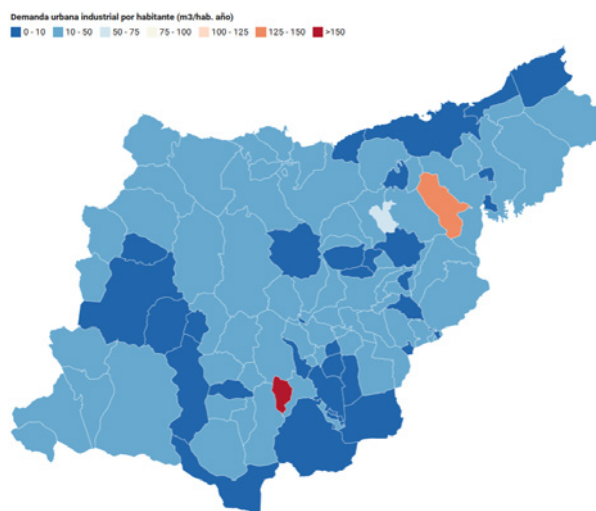 Demanda urbana industrial por habitante (m3/hab. año)
0 - 10 10 - 50 50 - 75 75 - 100 100 - 125 125 - 150 >150